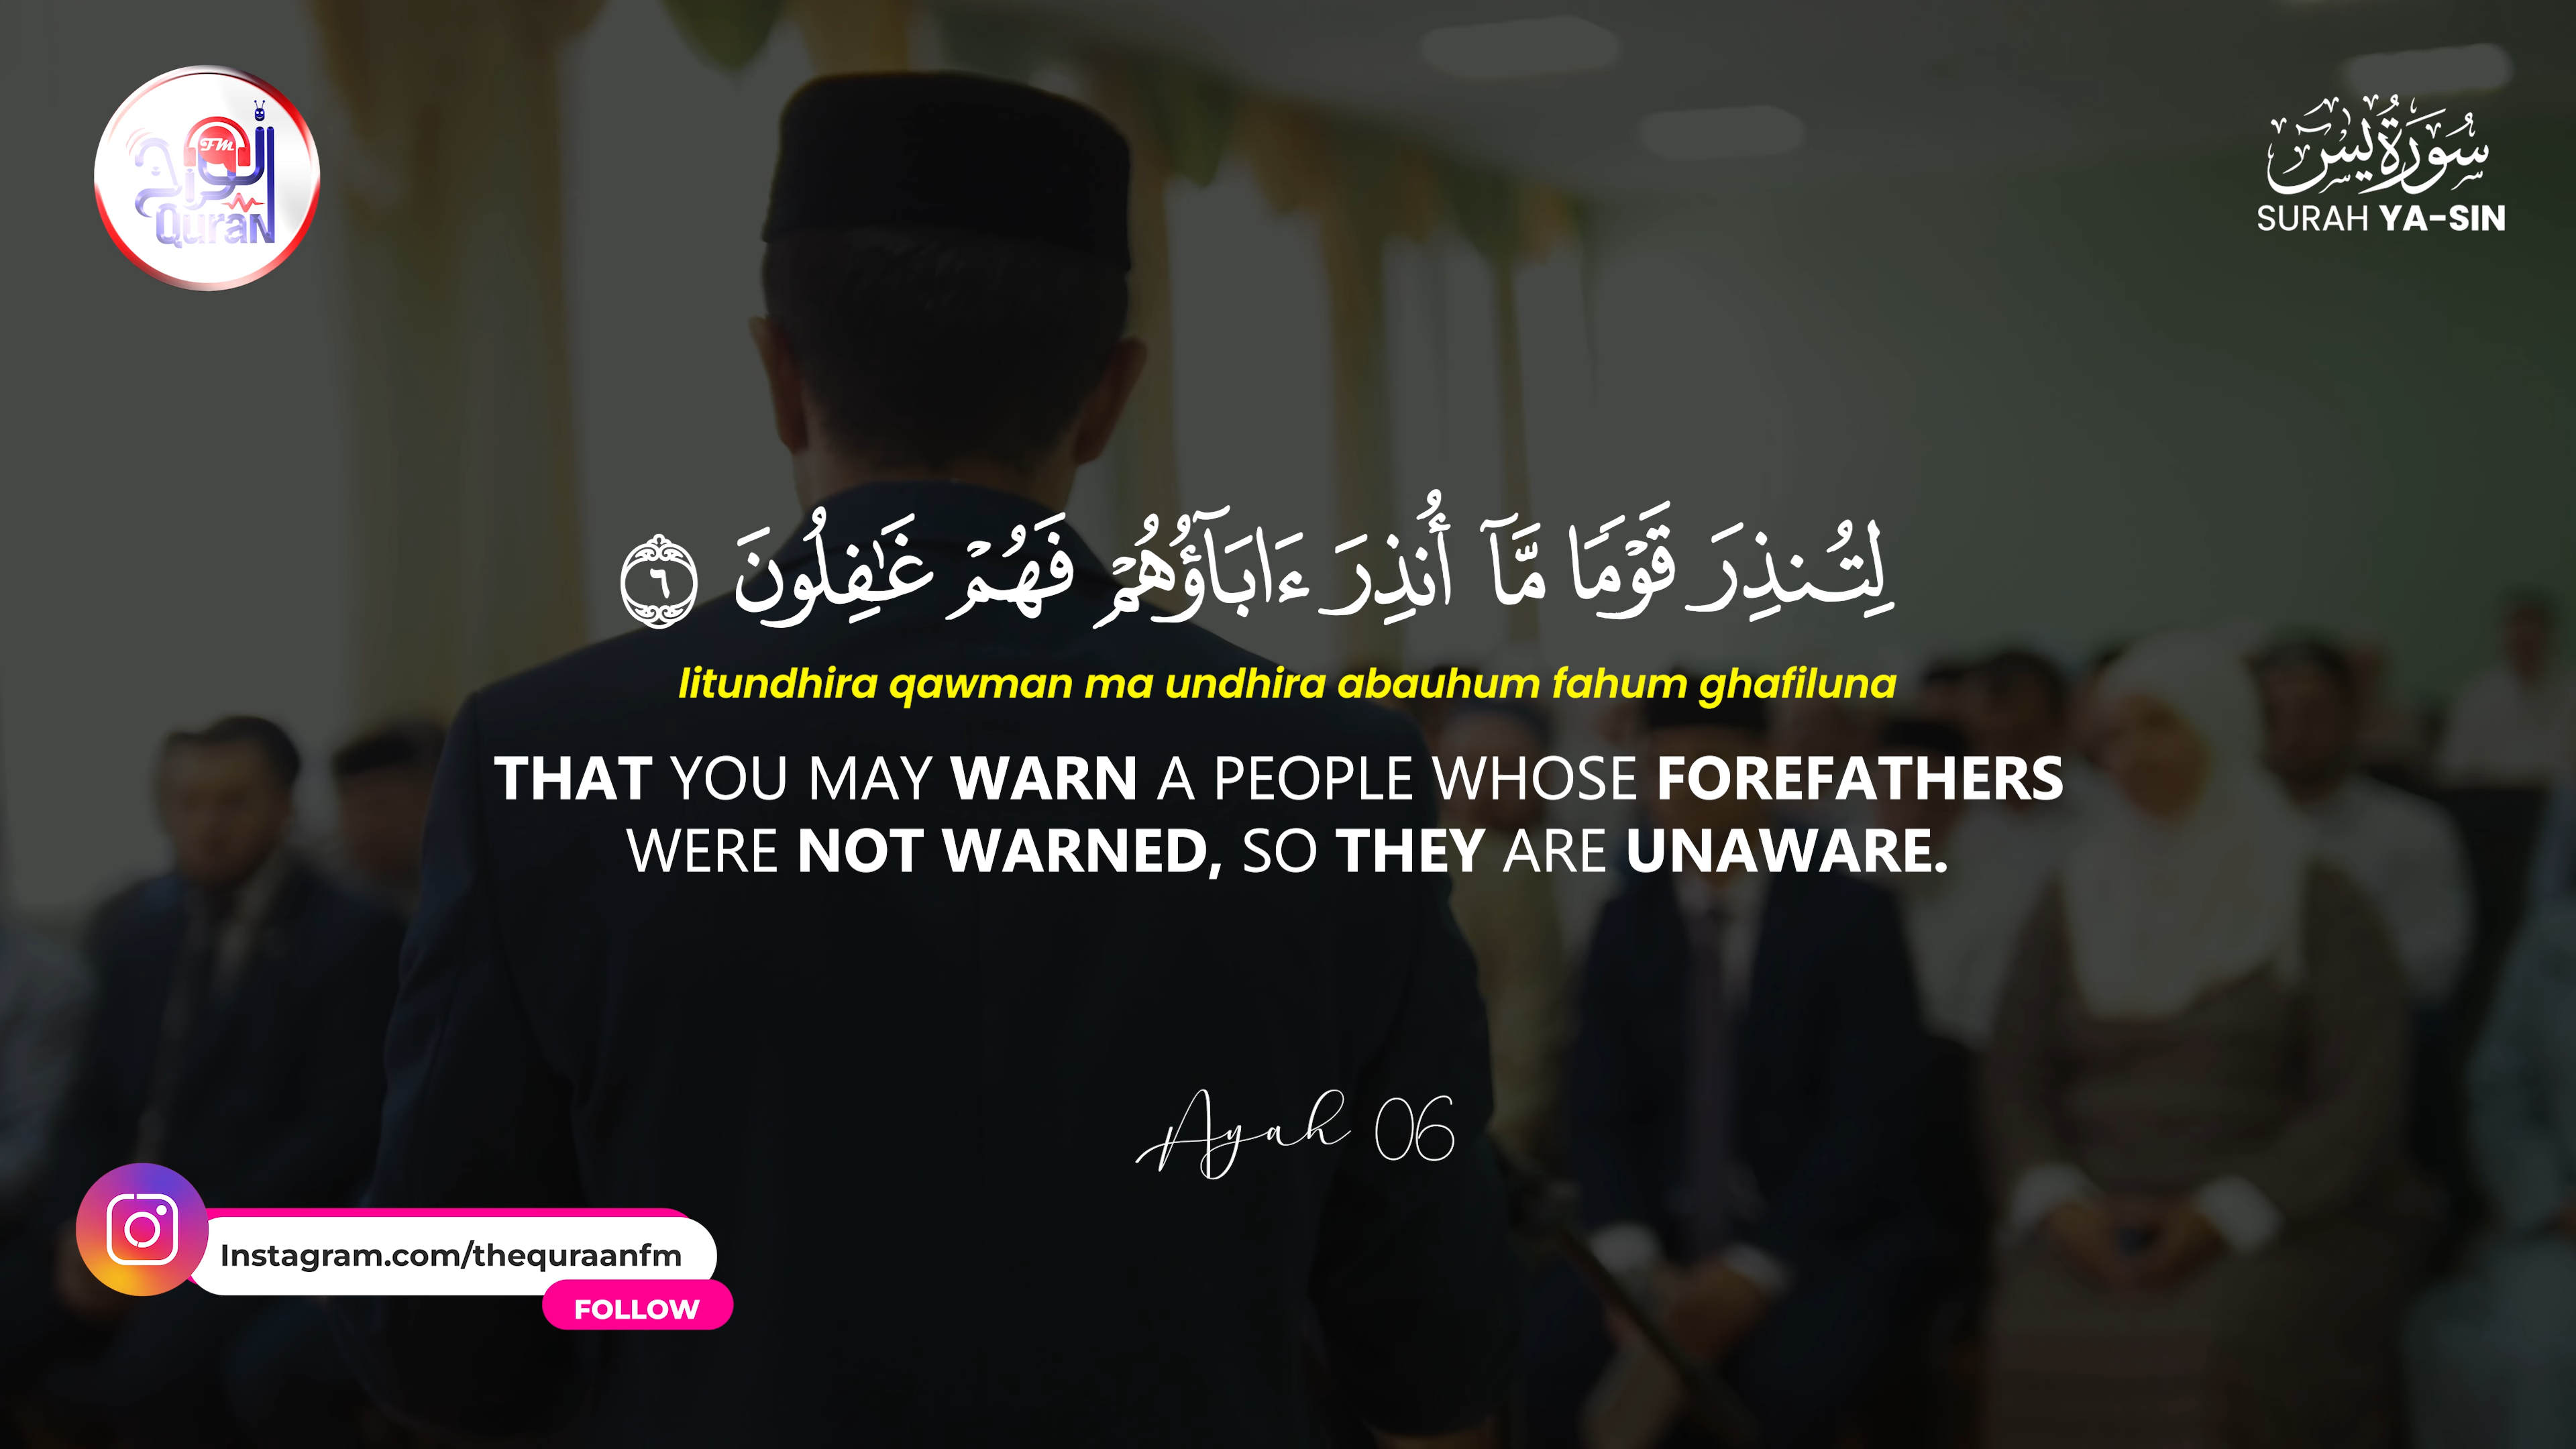 FM
QuraN
سُورَةُ يسٓ
SURAH YA-SIN
لِتُنذِرَ قَوْمًا مَّآ أُنذِرَ ءَابَآؤُهُمْ فَهُمْ غَٰفِلُونَ ٦
litundhira qawman ma undhira abauhum fahum ghafiluna
THAT YOU MAY WARN A PEOPLE WHOSE FOREFATHERS
WERE NOT WARNED, SO THEY ARE UNAWARE.
Ayah 06
Instagram.com/thequraanfm
FOLLOW